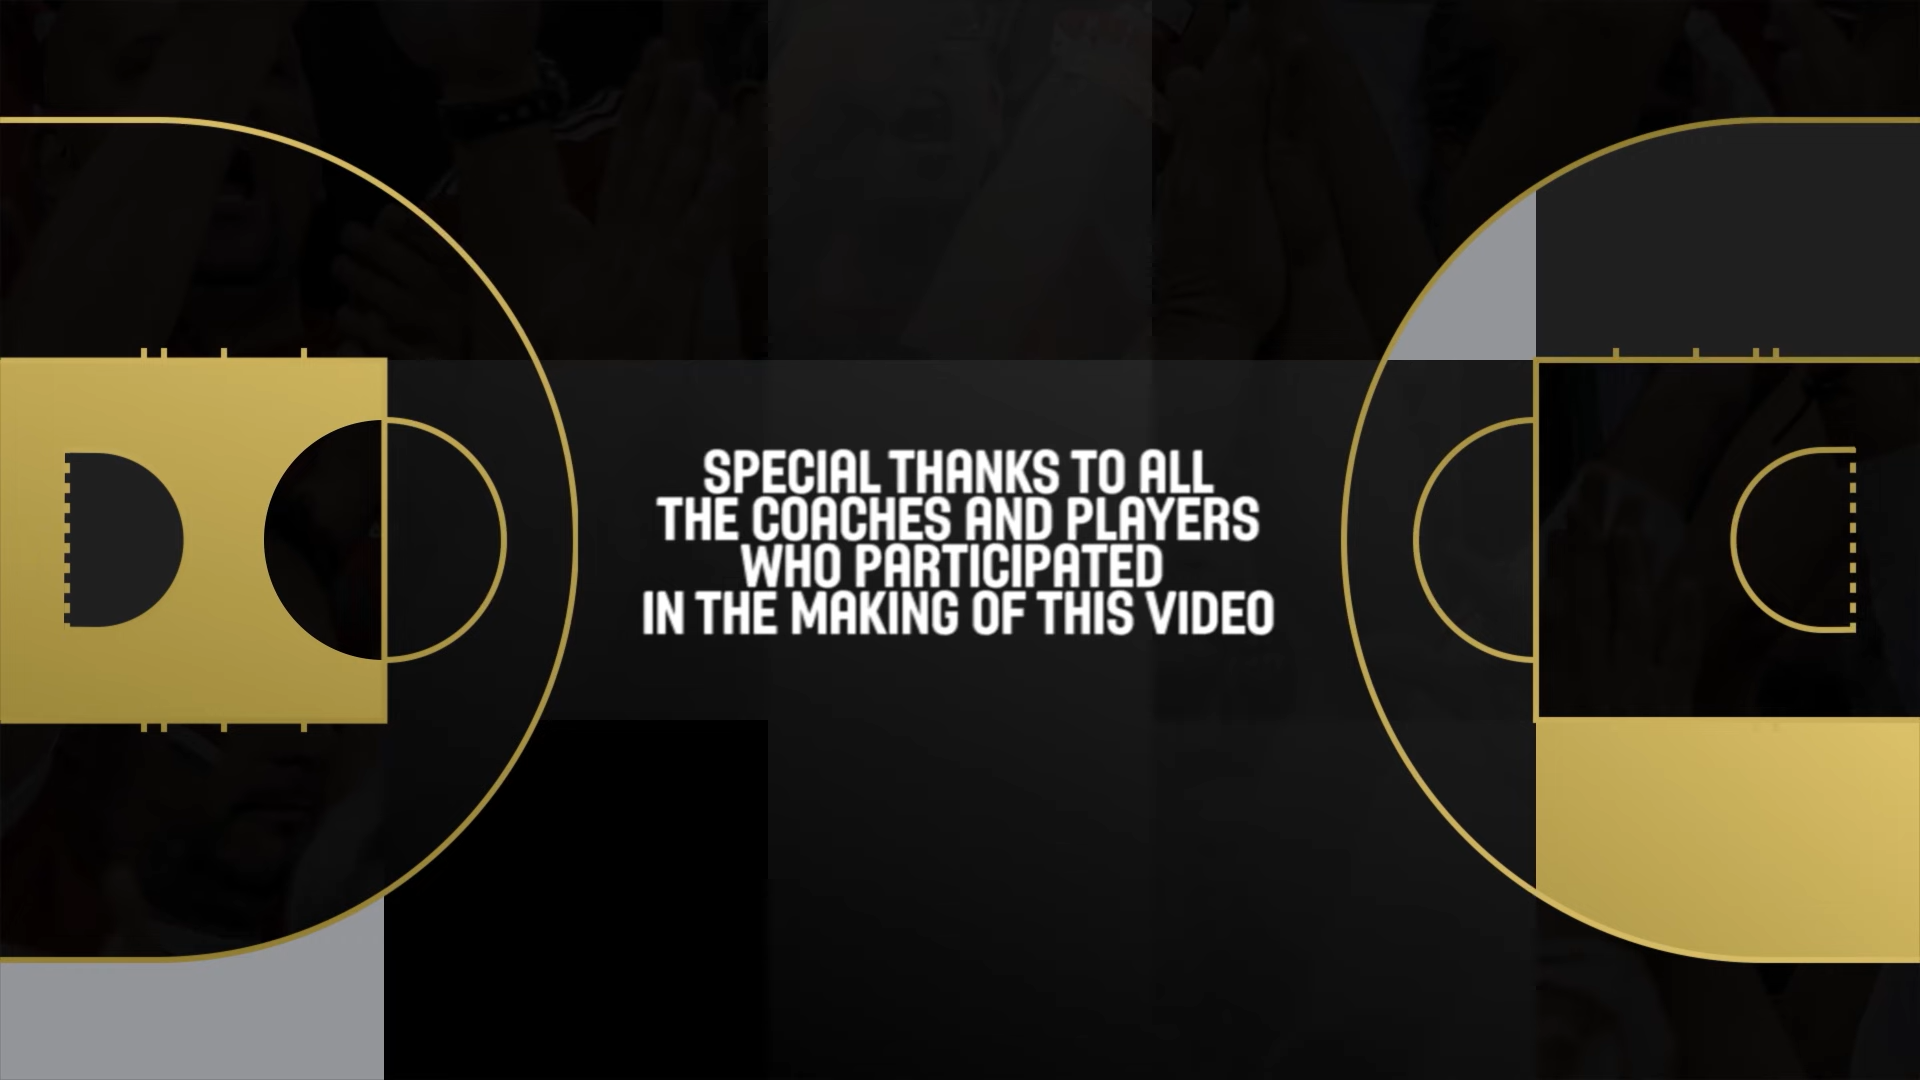 SPECIAL THANKS TO ALL
THE COACHES AND PLAYERS
WHO PARTICIPATED
IN THE MAKING OF THIS VIDEO